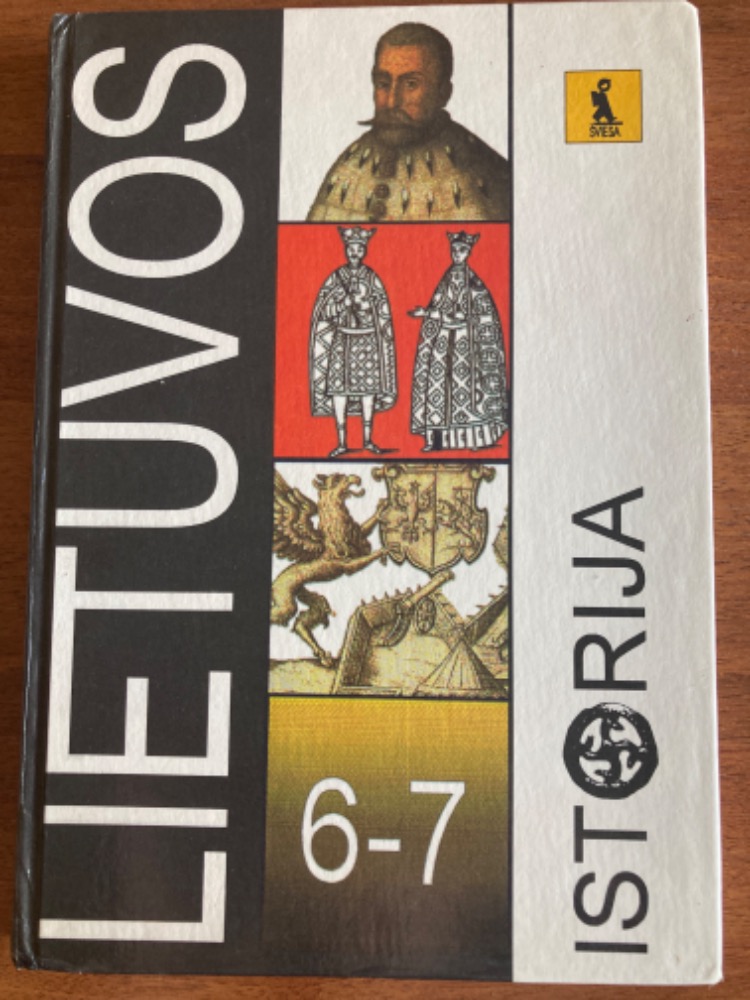 LIETUVOS
ISTORIJA
6-7
ŠVIESA